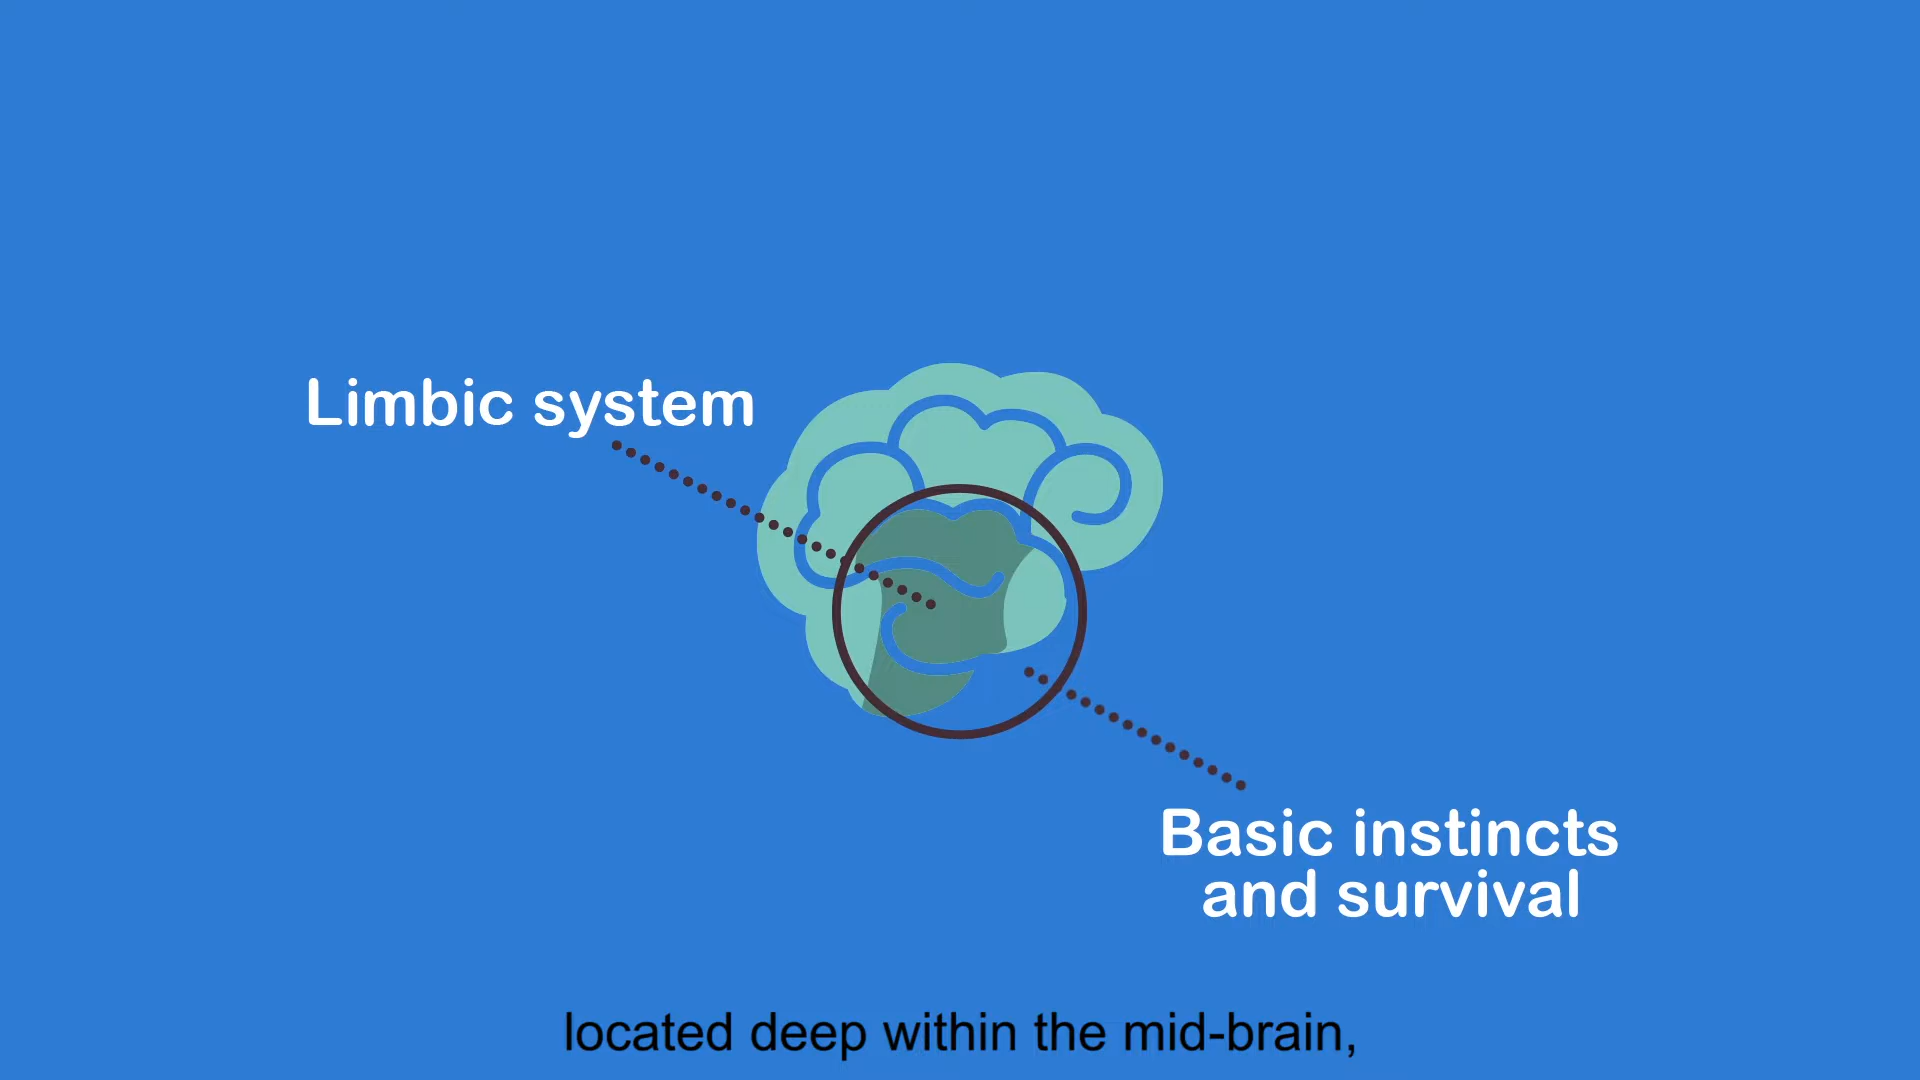 Limbic system
Basic instincts
and survival
located deep within the mid-brain,